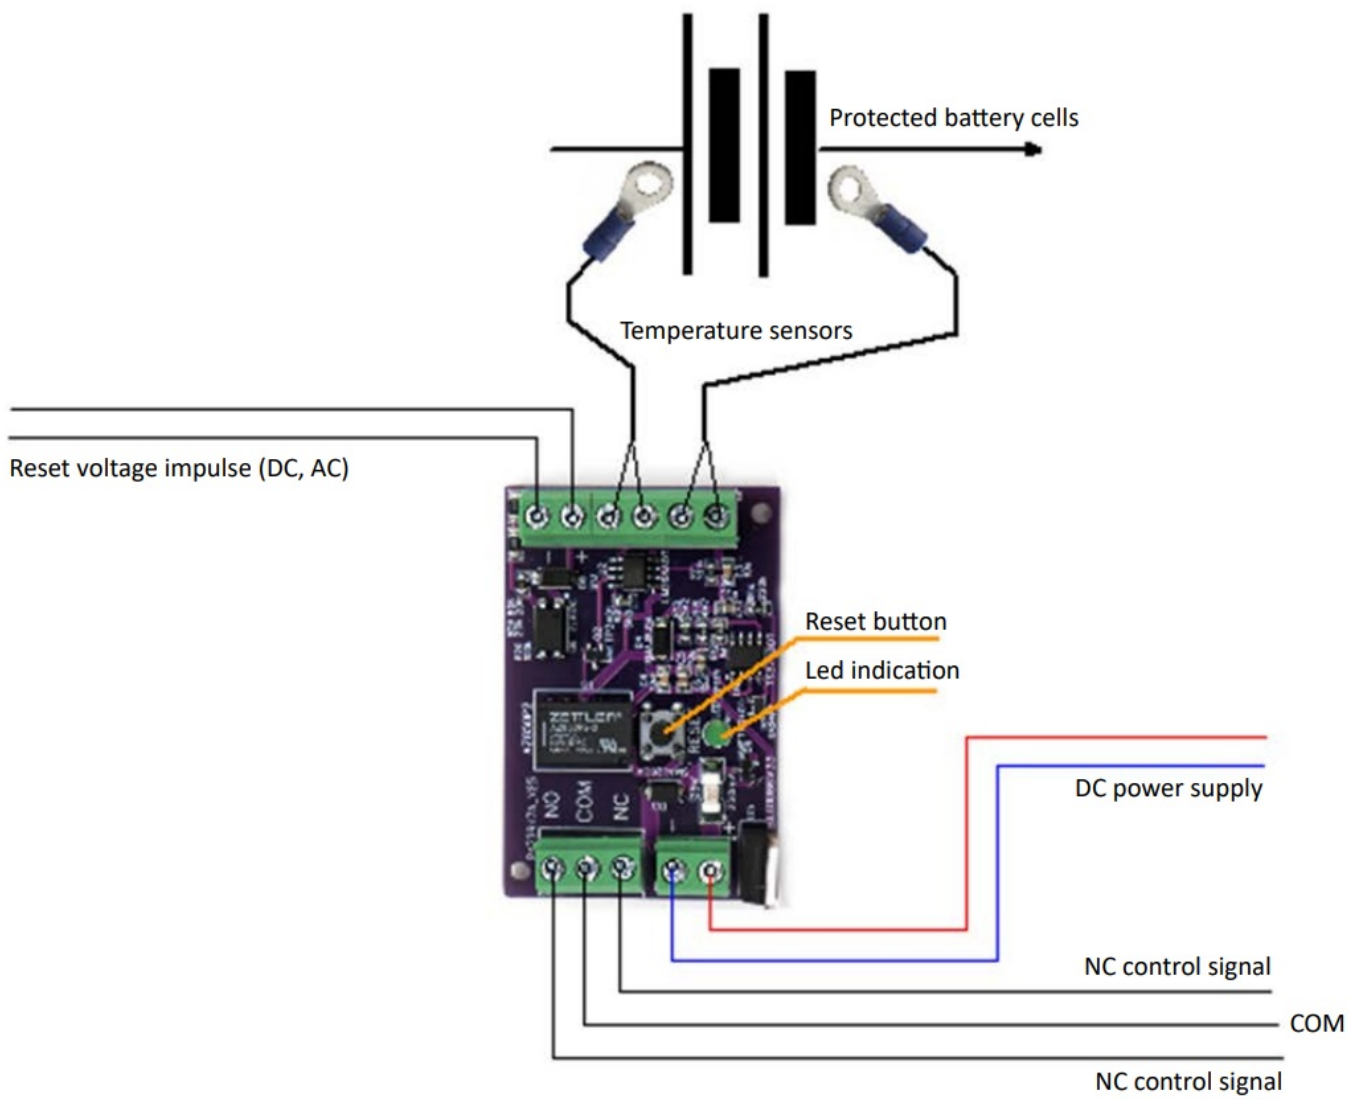 Protected battery cells
Temperature sensors
Reset voltage impulse (DC, AC)
- +
Reset button
Led indication
ZETTLER
NO
COM
NC
- +
DC power supply
NC control signal
COM
NC control signal